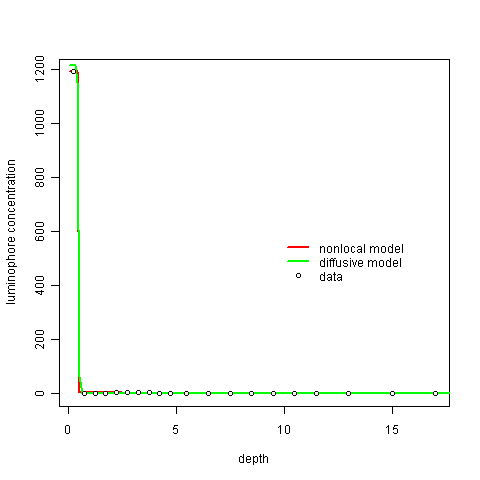 1200
1000
800
600
400
200
0
luminophore concentration
nonlocal model
diffusive model
data
0 5 10 15
depth